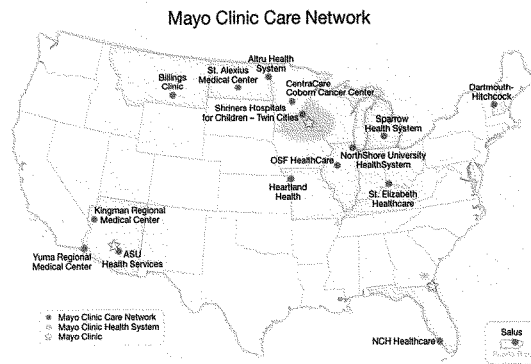 Mayo Clinic Care Network
Altru Health
System
St. Alexius
Medical Center
Billings
Clinic
CentraCare
Coborn Cancer Center
Dartmouth-
Hitchcock
Shriners Hospitals
for Children – Twin Cities
Sparrow
Health System
OSF HealthCare
NorthShore University
HealthSystem
Heartland
Health
St. Elizabeth
Healthcare
Kingman Regional
Medical Center
Yuma Regional
Medical Center
ASU
Health Services
Mayo Clinic Care Network
Mayo Clinic Health System
Mayo Clinic
NCH Healthcare
Salus
Puerto Rico